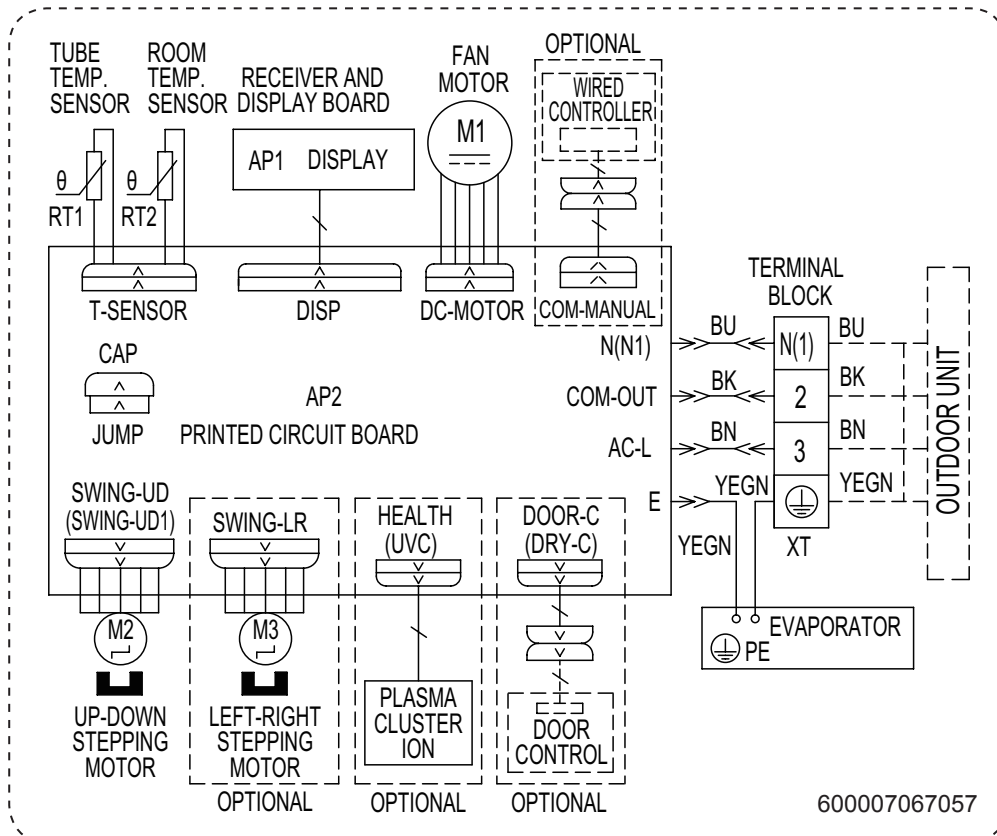 TUBE
TEMP.
SENSOR
ROOM
TEMP.
SENSOR
RECEIVER AND
DISPLAY BOARD
FAN
MOTOR
OPTIONAL
WIRED
CONTROLLER
AP1 DISPLAY
M1
θ
RT1
θ
RT2
T-SENSOR
DISP
DC-MOTOR
COM-MANUAL
TERMINAL
BLOCK
N(N1)
BU
N(1)
BU
COM-OUT
BK
2
BK
AC-L
BN
3
BN
E
YEGN
YEGN
YEGN
XT
OUTDOOR UNIT
CAP
JUMP
AP2
PRINTED CIRCUIT BOARD
SWING-UD
(SWING-UD1)
SWING-LR
HEALTH
(UVC)
DOOR-C
(DRY-C)
EVAPORATOR
PE
M2
M3
UP-DOWN
STEPPING
MOTOR
LEFT-RIGHT
STEPPING
MOTOR
PLASMA
CLUSTER
ION
DOOR
CONTROL
OPTIONAL
OPTIONAL
OPTIONAL
600007067057